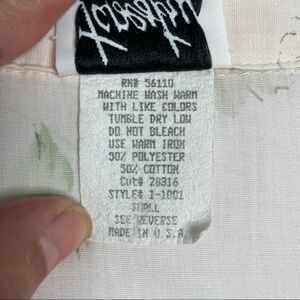 RN# 56110
MACHINE WASH WARM
WITH LIKE COLORS
TUMBLE DRY LOW
DO NOT BLEACH
USE WARM IRON
50% POLYESTER
50% COTTON
Cut# 28316
STYLE# 1-1001
SMALL
SEE REVERSE
MADE IN U.S.A.